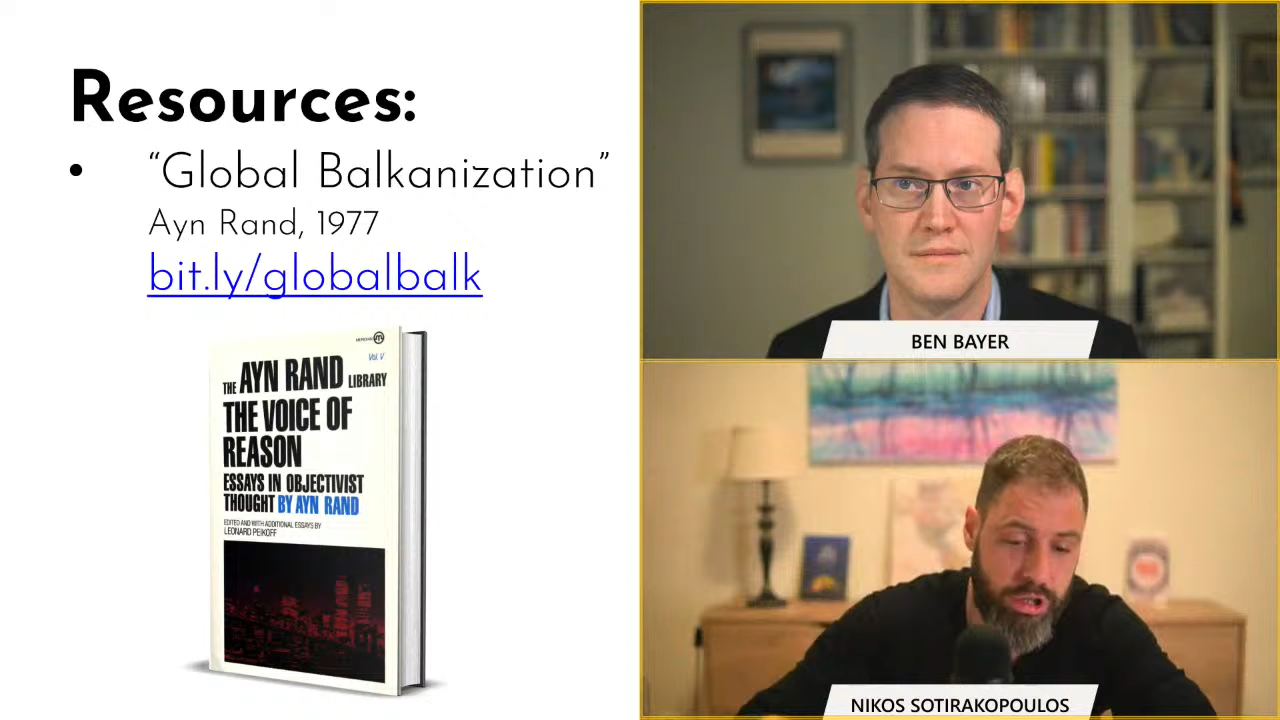 Resources:
• “Global Balkanization”
Ayn Rand, 1977
bit.ly/globalbalk
MERIDIAN
Vol. V
THE AYN RAND LIBRARY
THE VOICE OF
REASON
ESSAYS IN OBJECTIVIST
THOUGHT BY AYN RAND
EDITED AND WITH ADDITIONAL ESSAYS BY
LEONARD PEIKOFF
BEN BAYER
NIKOS SOTIRAKOPOULOS